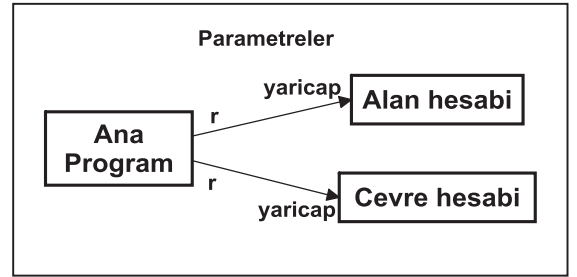 Parametreler
yaricap
Alan hesabi
r
Ana
Program
r
yaricap
Cevre hesabi